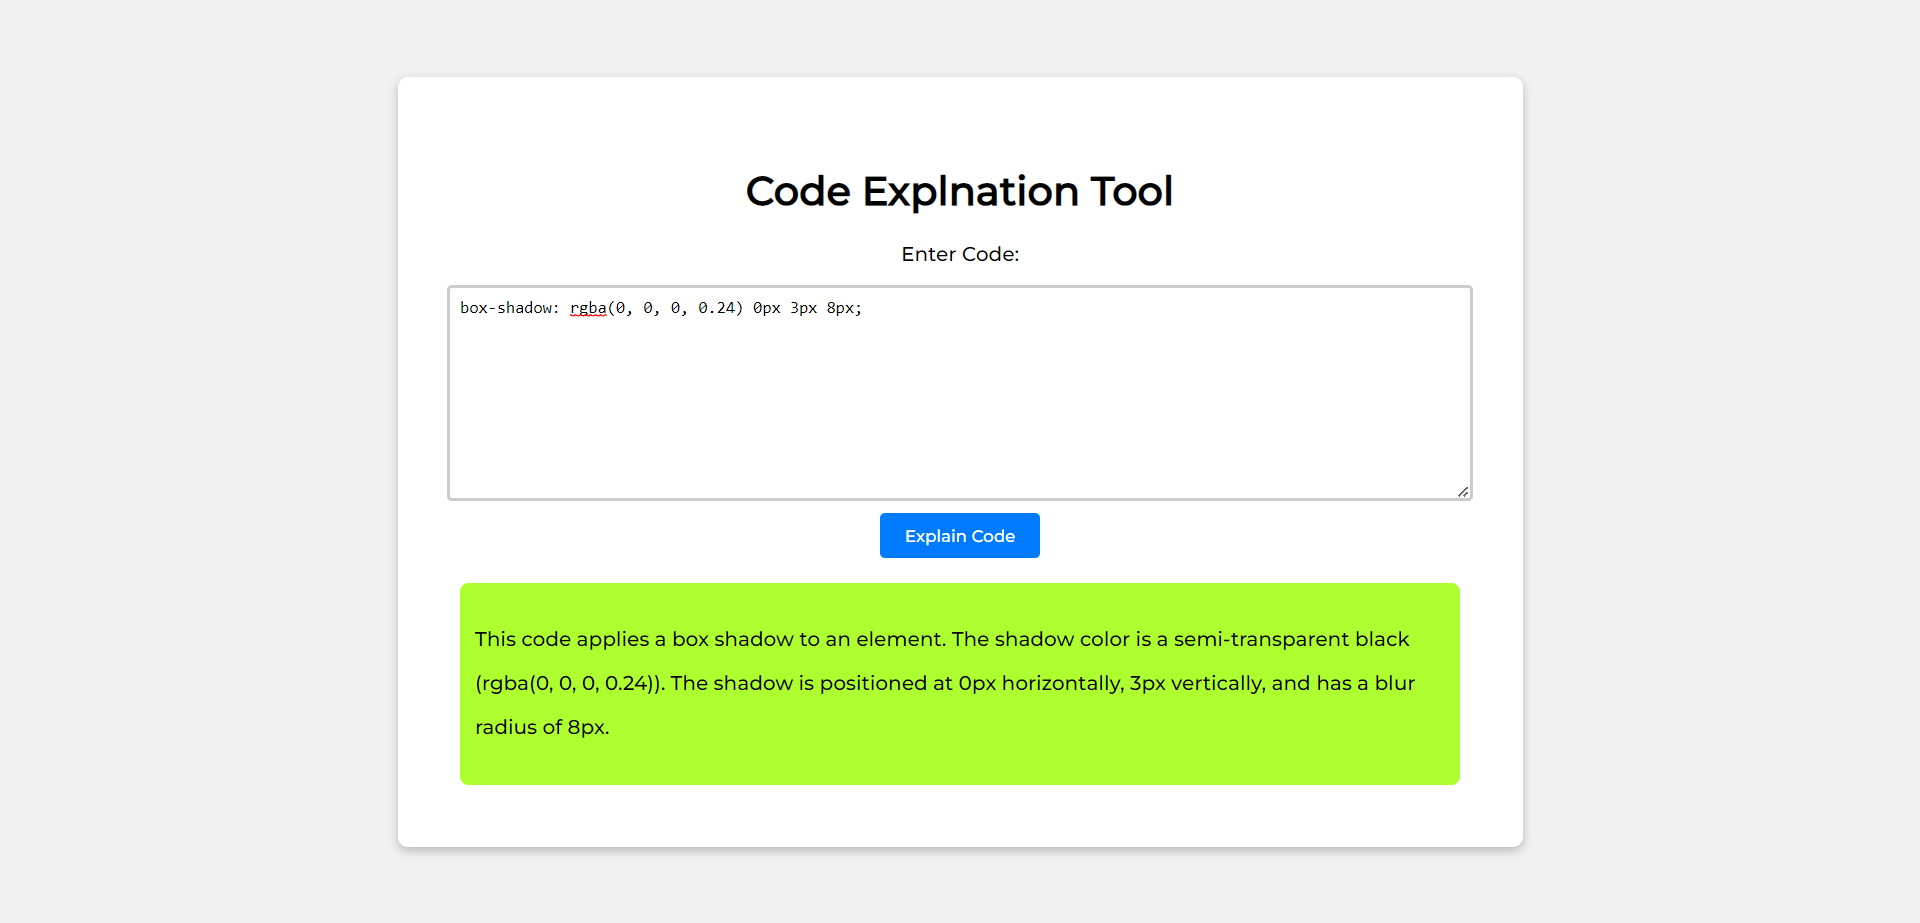 Code Explnation Tool
Enter Code:
box-shadow: rgba(0, 0, 0, 0.24) 0px 3px 8px;
Explain Code
This code applies a box shadow to an element. The shadow color is a semi-transparent black
(rgba(0, 0, 0, 0.24)). The shadow is positioned at 0px horizontally, 3px vertically, and has a blur
radius of 8px.